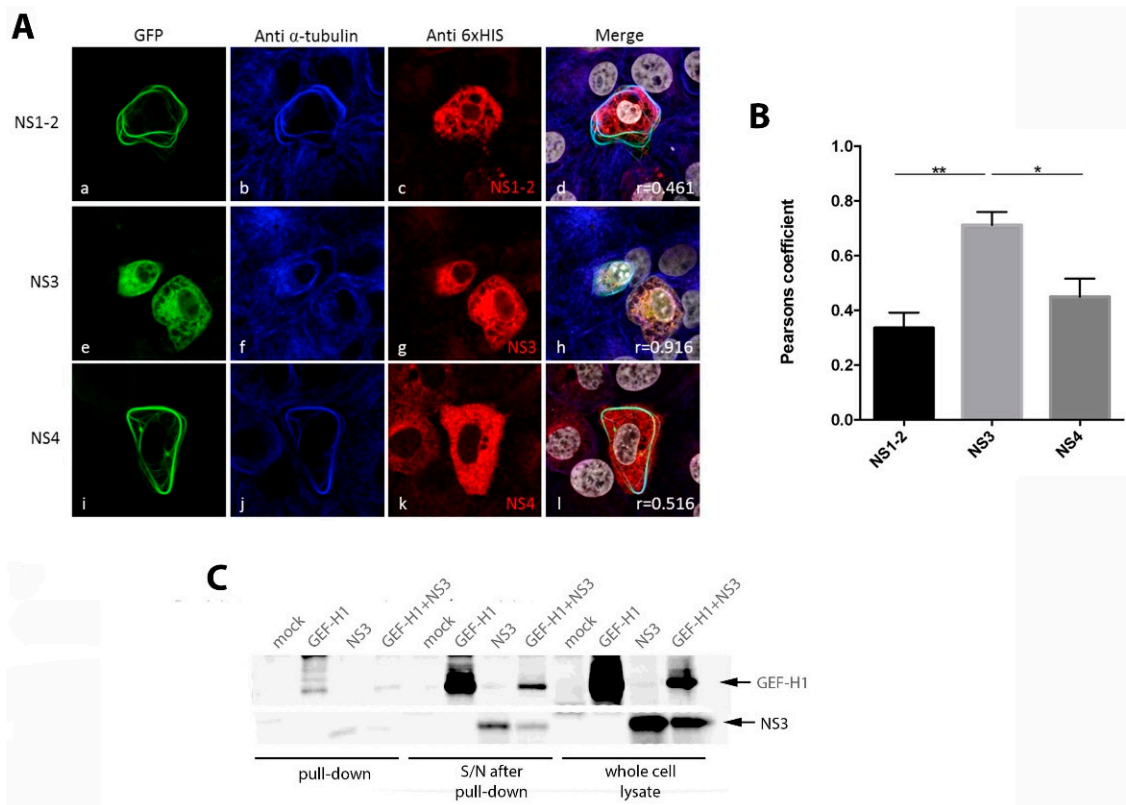 A
GFP Anti α-tubulin Anti 6xHIS Merge
NS1-2
a b c NS1-2 d r=0.461
NS3
e f g NS3 h r=0.916
NS4
i j k NS4 l r=0.516
B
Pearsons coefficient
1.0
0.8
0.6
0.4
0.2
0.0
** *
NS1-2 NS3 NS4
C
mock GEF-H1 NS3 GEF-H1+NS3 mock GEF-H1 NS3 GEF-H1+NS3 mock GEF-H1 NS3 GEF-H1+NS3
GEF-H1
NS3
pull-down S/N after whole cell
pull-down lysate